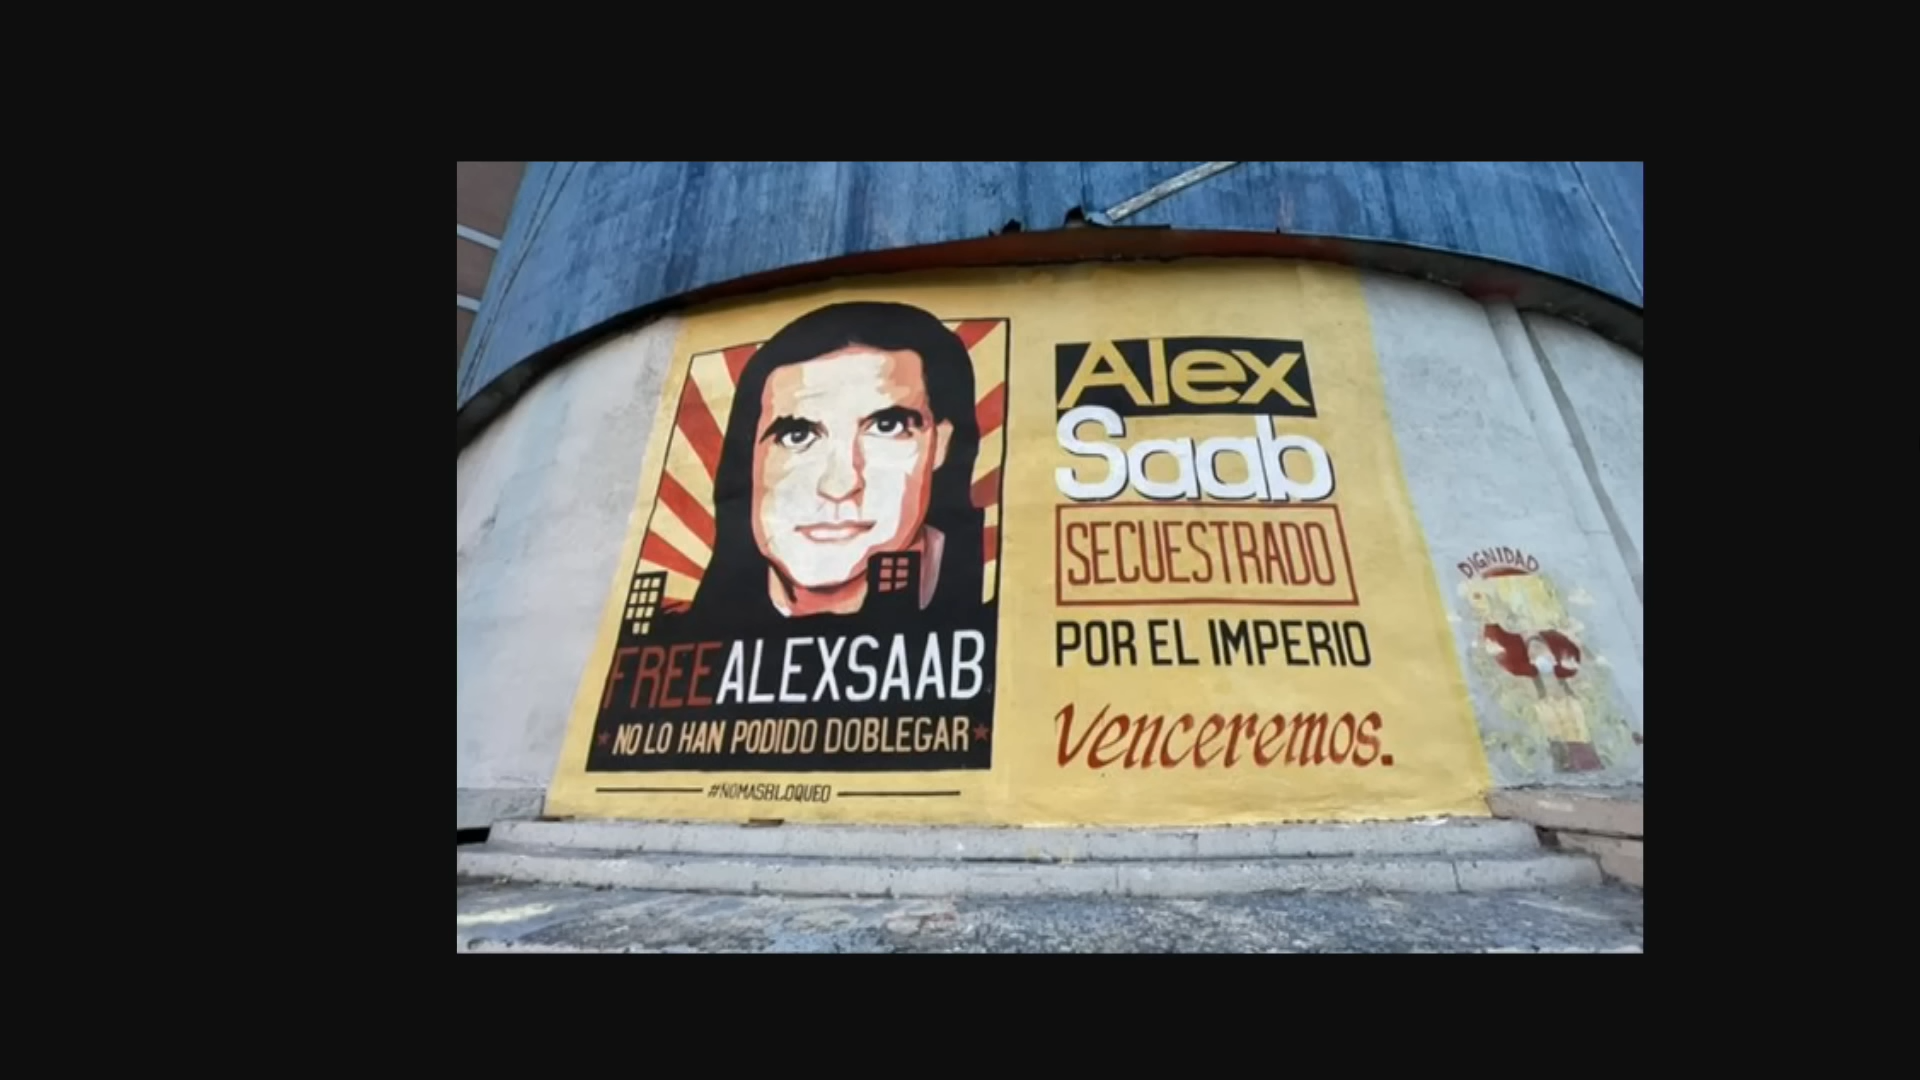 FREEALEXSAAB
NO LO HAN PODIDO DOBLEGAR
#NOMASBLOQUEO
Alex
Saab
SECUESTRADO
POR EL IMPERIO
Venceremos.
DIGNIDAD